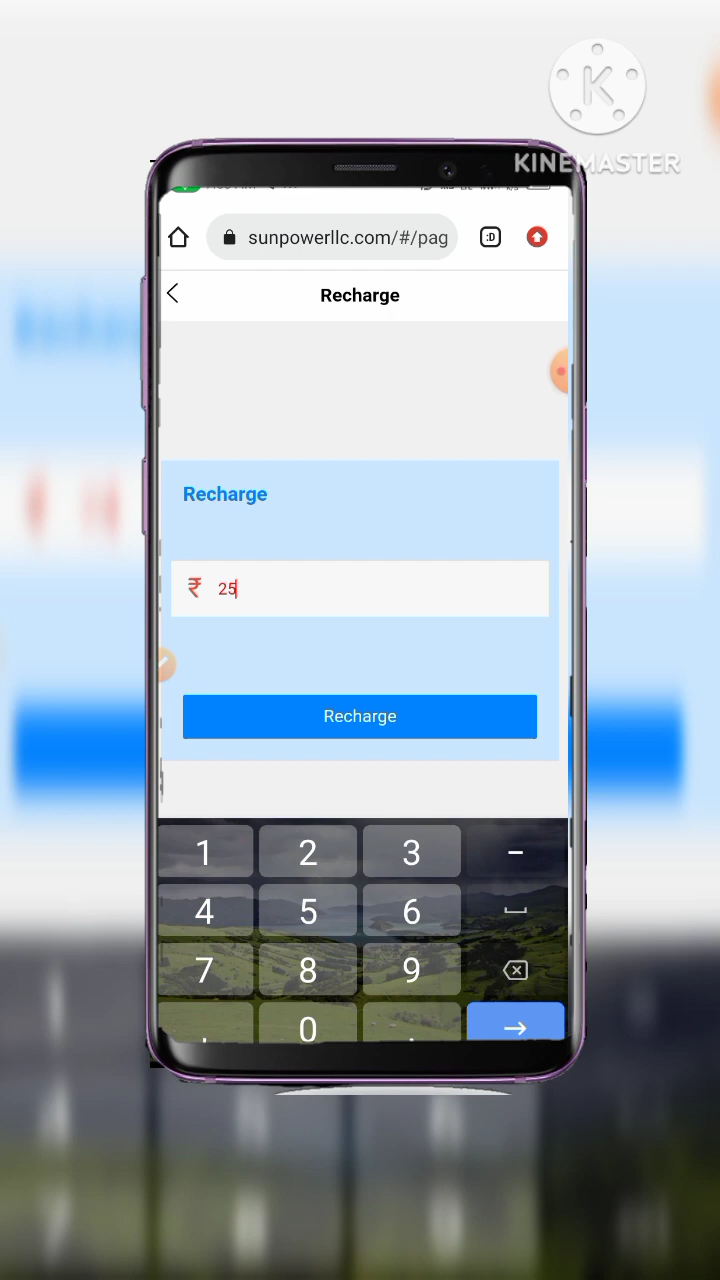 K
KINEMASTER
sunpowerllc.com/#/pag
:D
Recharge
Recharge
₹ 25
Recharge
1 2 3 –
4 5 6
7 8 9
, 0 .